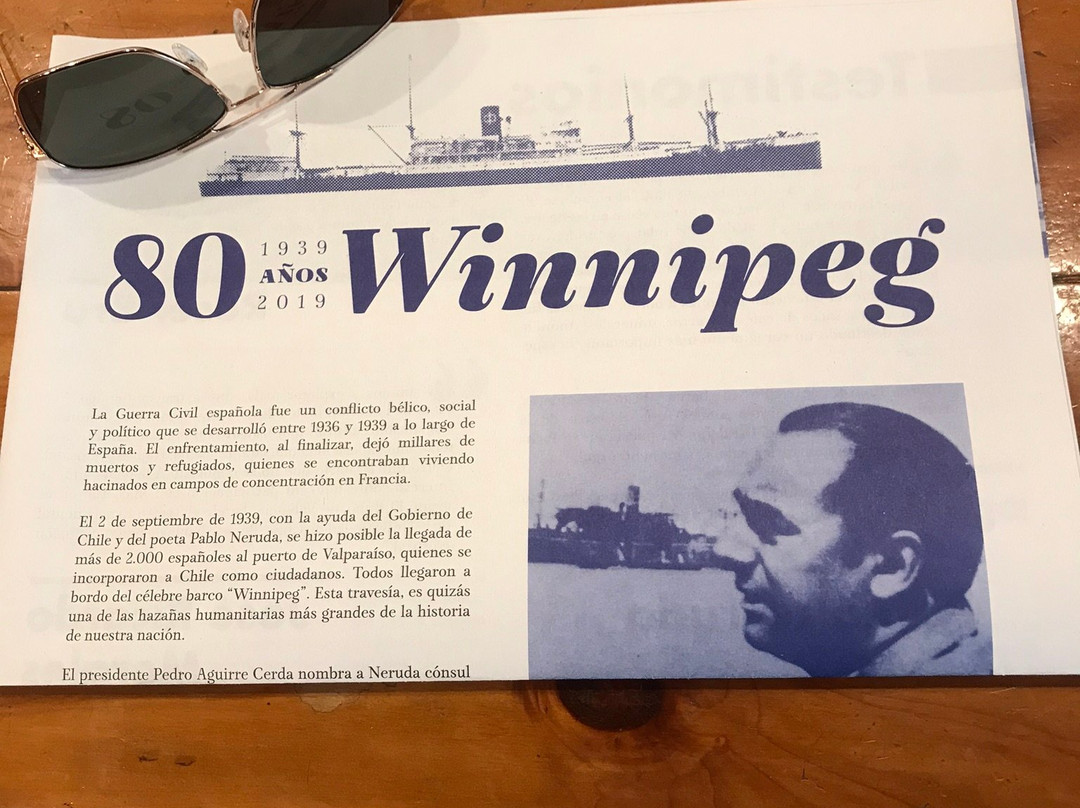 80
1939
AÑOS
2019
Winnipeg
La Guerra Civil española fue un conflicto bélico, social
y político que se desarrolló entre 1936 y 1939 a lo largo de
España. El enfrentamiento, al finalizar, dejó millares de
muertos y refugiados, quienes se encontraban viviendo
hacinados en campos de concentración en Francia.
El 2 de septiembre de 1939, con la ayuda del Gobierno de
Chile y del poeta Pablo Neruda, se hizo posible la llegada de
más de 2.000 españoles al puerto de Valparaíso, quienes se
incorporaron a Chile como ciudadanos. Todos llegaron a
bordo del célebre barco “Winnipeg”. Esta travesía, es quizás
una de las hazañas humanitarias más grandes de la historia
de nuestra nación.
El presidente Pedro Aguirre Cerda nombra a Neruda cónsul